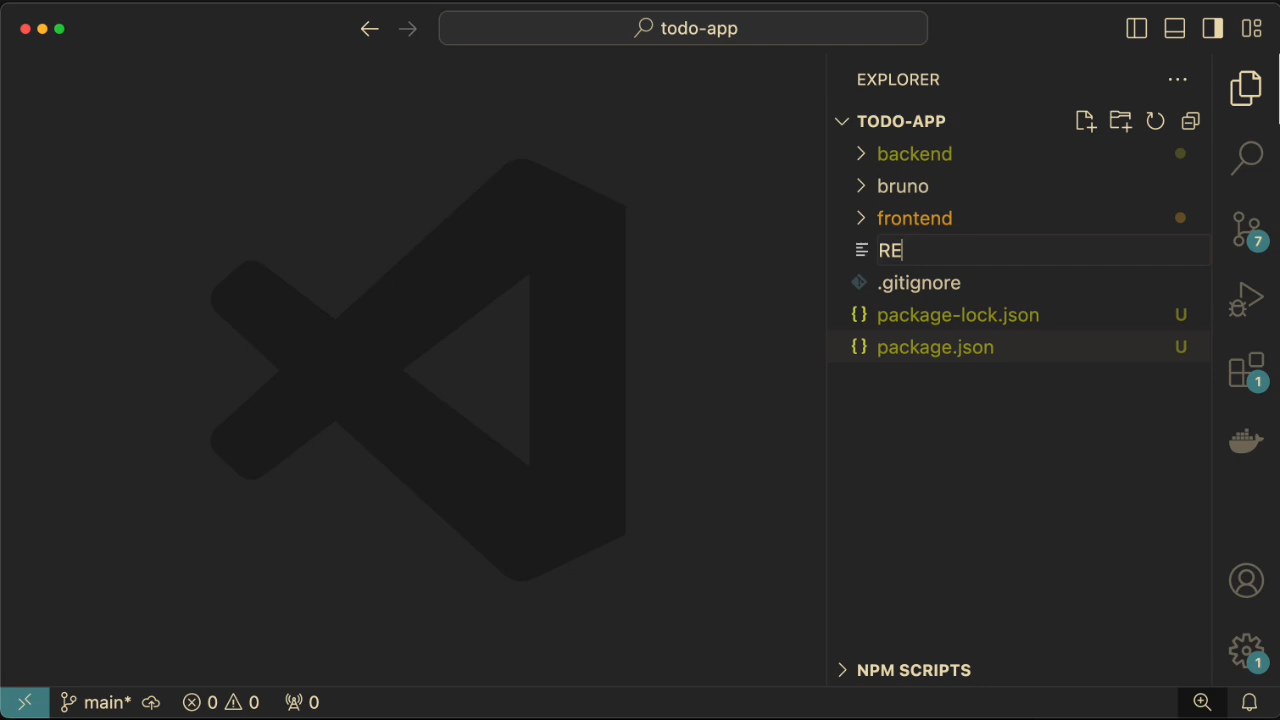 todo-app
EXPLORER
TODO-APP
backend
bruno
frontend
RE
.gitignore
{} package-lock.json U
{} package.json U
7
1
1
NPM SCRIPTS
main* 0 0 0